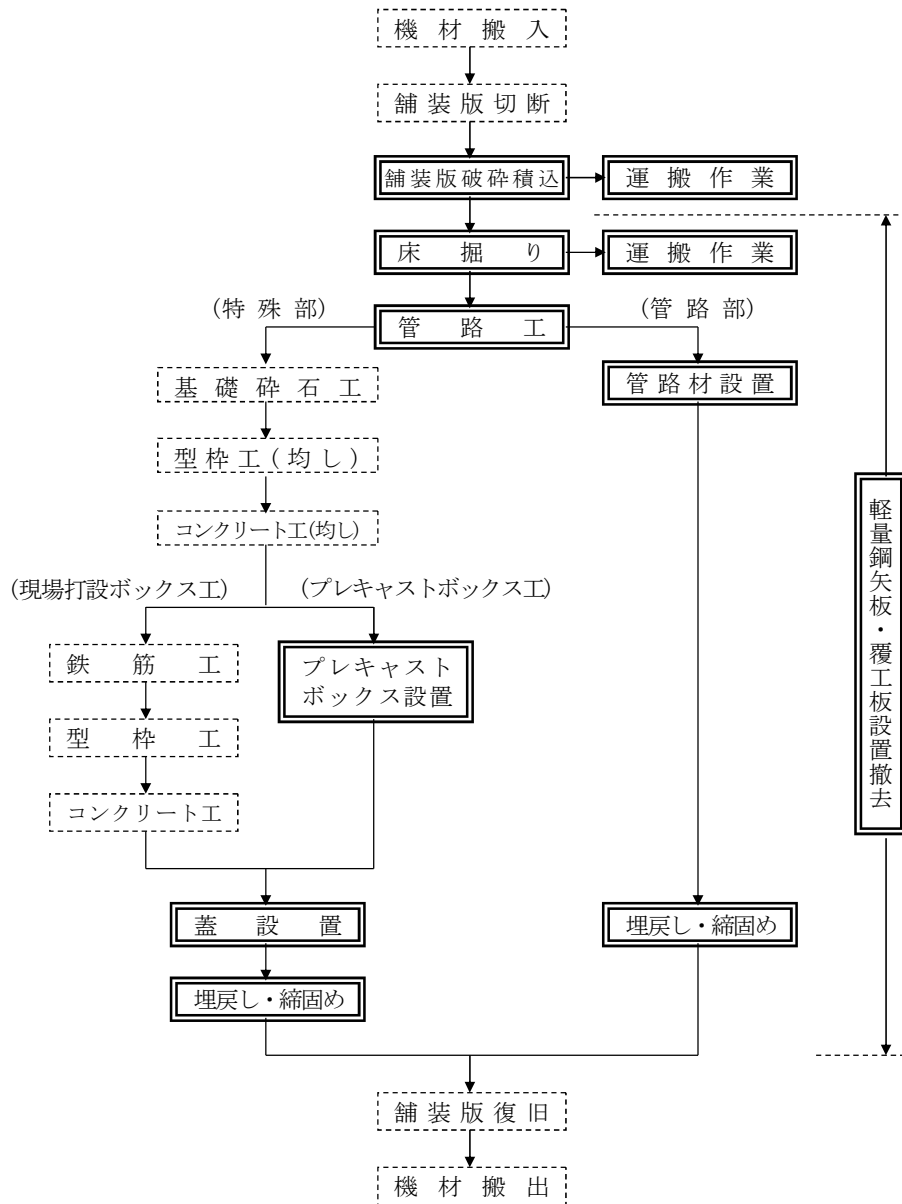 機材搬入
舗装版切断
舗装版破砕積込
運搬作業
床掘り
運搬作業
(特殊部)
管路工
(管路部)
基礎砕石工
管路材設置
型枠工(均し)
コンクリート工(均し)
(現場打設ボックス工)
(プレキャストボックス工)
鉄筋工
プレキャスト
ボックス設置
型枠工
コンクリート工
軽量鋼矢板・覆工板設置撤去
蓋設置
埋戻し・締固め
埋戻し・締固め
舗装版復旧
機材搬出